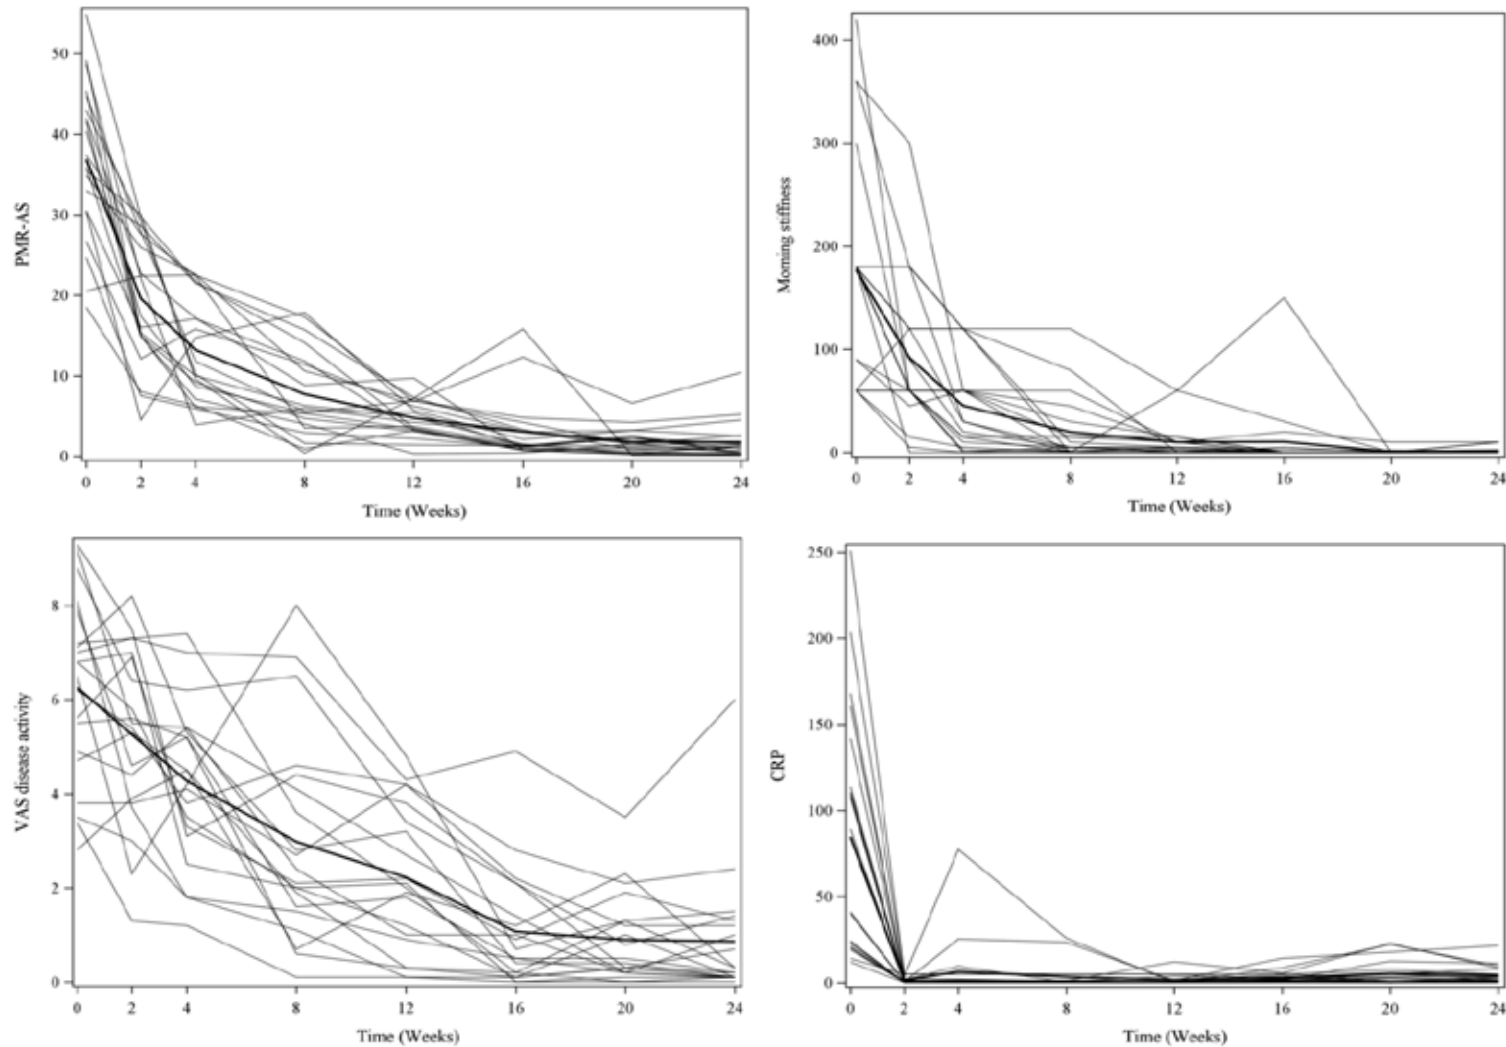 PMR-AS
50
40
30
20
10
0
0 2 4 8 12 16 20 24
Time (Weeks)
Morning stiffness
400
300
200
100
0
0 2 4 8 12 16 20 24
Time (Weeks)
VAS disease activity
8
6
4
2
0
0 2 4 8 12 16 20 24
Time (Weeks)
CRP
250
200
150
100
50
0
0 2 4 8 12 16 20 24
Time (Weeks)